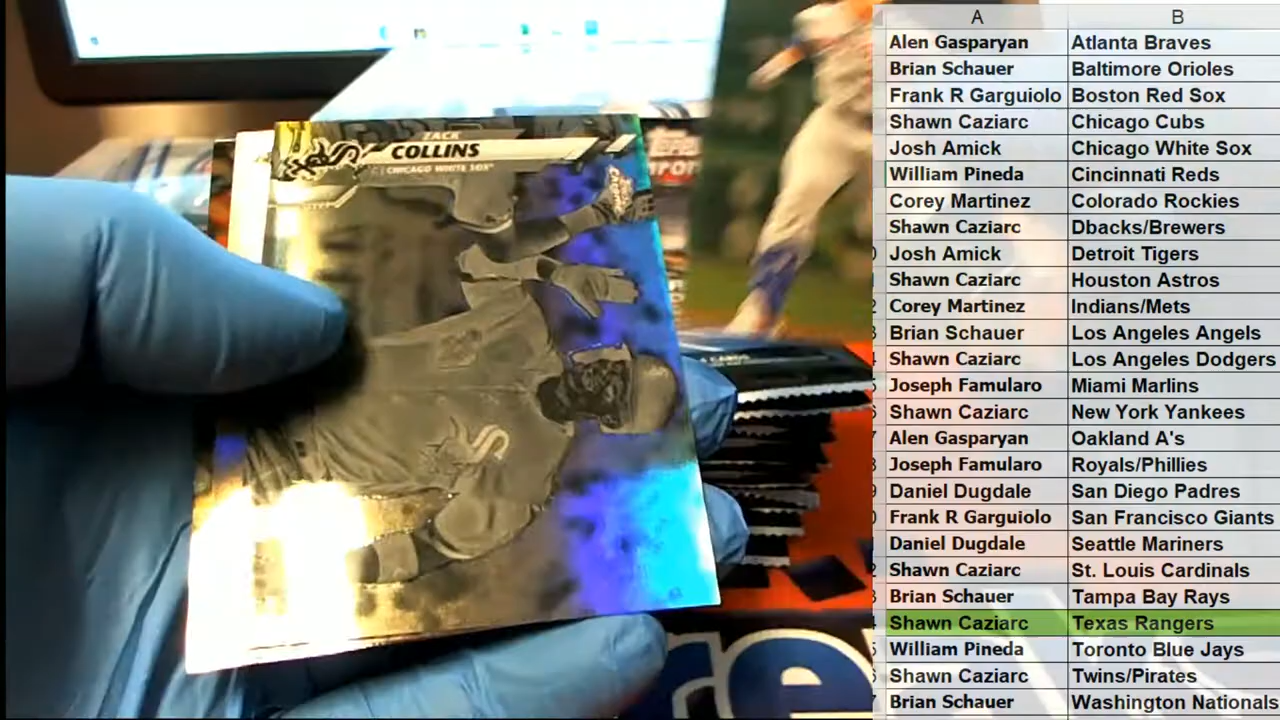 ZACK
COLLINS
CHICAGO WHITE SOX
Topps
A B
Alen Gasparyan Atlanta Braves
Brian Schauer Baltimore Orioles
Frank R Garguiolo Boston Red Sox
Shawn Caziarc Chicago Cubs
Josh Amick Chicago White Sox
William Pineda Cincinnati Reds
Corey Martinez Colorado Rockies
Shawn Caziarc Dbacks/Brewers
Josh Amick Detroit Tigers
Shawn Caziarc Houston Astros
Corey Martinez Indians/Mets
Brian Schauer Los Angeles Angels
Shawn Caziarc Los Angeles Dodgers
Joseph Famularo Miami Marlins
Shawn Caziarc New York Yankees
Alen Gasparyan Oakland A's
Joseph Famularo Royals/Phillies
Daniel Dugdale San Diego Padres
Frank R Garguiolo San Francisco Giants
Daniel Dugdale Seattle Mariners
Shawn Caziarc St. Louis Cardinals
Brian Schauer Tampa Bay Rays
Shawn Caziarc Texas Rangers
William Pineda Toronto Blue Jays
Shawn Caziarc Twins/Pirates
Brian Schauer Washington Nationals